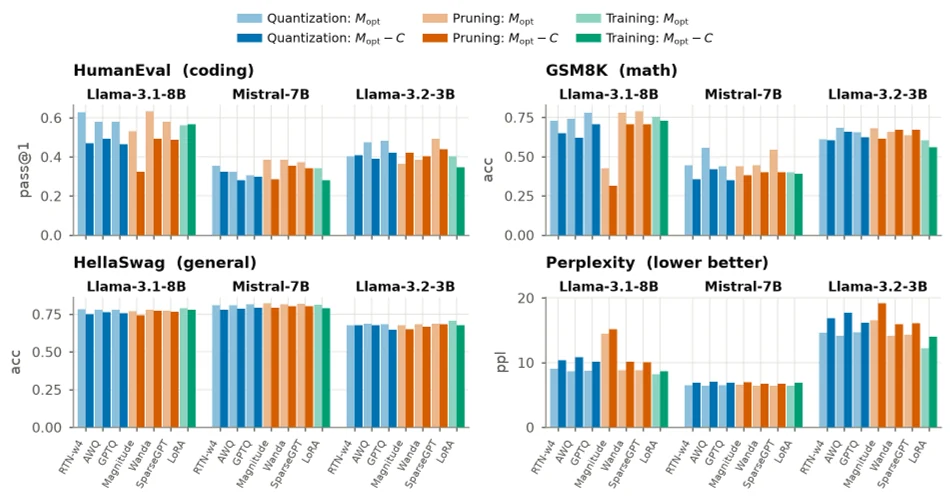 Quantization: M_opt  Pruning: M_opt  Training: M_opt
Quantization: M_opt − C  Pruning: M_opt − C  Training: M_opt − C
HumanEval (coding)
Llama-3.1-8B  Mistral-7B  Llama-3.2-3B
pass@1
0.6
0.4
0.2
0.0
GSM8K (math)
Llama-3.1-8B  Mistral-7B  Llama-3.2-3B
acc
0.75
0.50
0.25
0.00
HellaSwag (general)
Llama-3.1-8B  Mistral-7B  Llama-3.2-3B
acc
0.75
0.50
0.25
0.00
RTN-w4  AWQ  GPTQ  Magnitude  Wanda  SparseGPT  LoRA  RTN-w4  AWQ  GPTQ  Magnitude  Wanda  SparseGPT  LoRA  RTN-w4  AWQ  GPTQ  Magnitude  Wanda  SparseGPT  LoRA
Perplexity (lower better)
Llama-3.1-8B  Mistral-7B  Llama-3.2-3B
ppl
20
10
0
RTN-w4  AWQ  GPTQ  Magnitude  Wanda  SparseGPT  LoRA  RTN-w4  AWQ  GPTQ  Magnitude  Wanda  SparseGPT  LoRA  RTN-w4  AWQ  GPTQ  Magnitude  Wanda  SparseGPT  LoRA